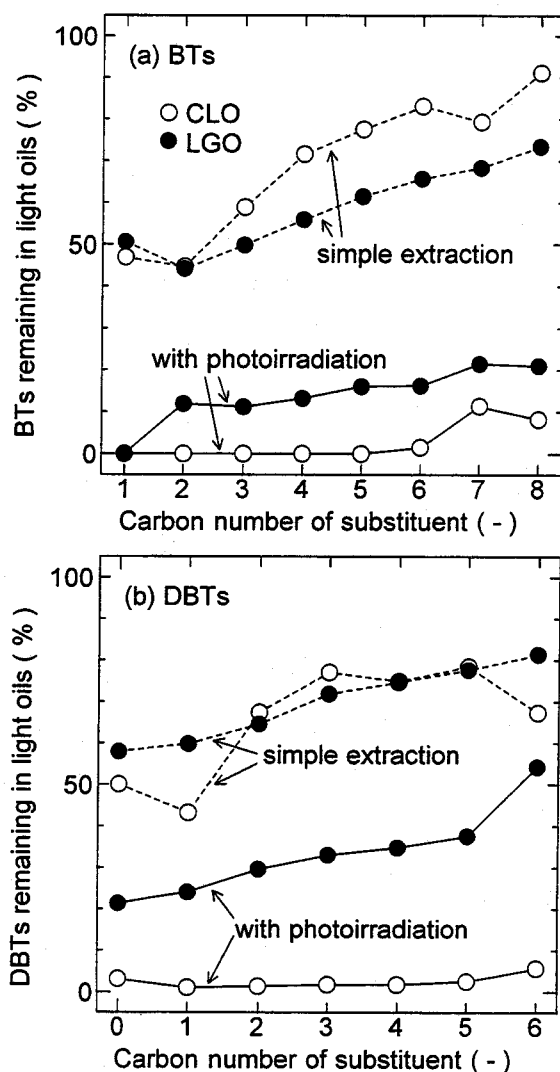 100
(a) BTs
CLO
LGO
50
simple extraction
with photoirradiation
0
BTs remaining in light oils ( % )
1 2 3 4 5 6 7 8
Carbon number of substituent ( - )
100
(b) DBTs
simple extraction
50
with photoirradiation
0
DBTs remaining in light oils ( % )
0 1 2 3 4 5 6
Carbon number of substituent ( - )